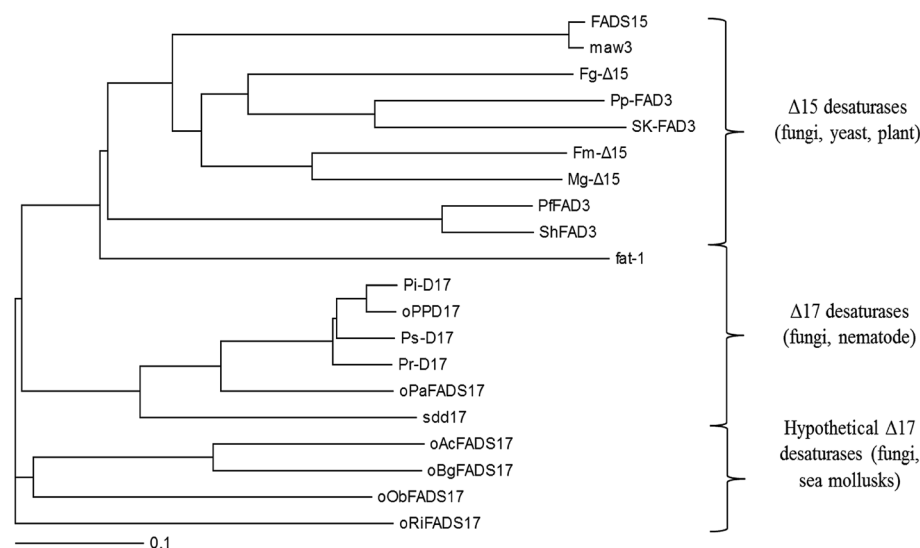 FADS15
maw3
Fg-Δ15
Pp-FAD3
SK-FAD3
Fm-Δ15
Mg-Δ15
PfFAD3
ShFAD3
fat-1
Pi-D17
oPPD17
Ps-D17
Pr-D17
oPaFADS17
sdd17
oAcFADS17
oBgFADS17
oObFADS17
oRiFADS17
0.1
Δ15 desaturases
(fungi, yeast, plant)
Δ17 desaturases
(fungi, nematode)
Hypothetical Δ17
desaturases (fungi,
sea mollusks)